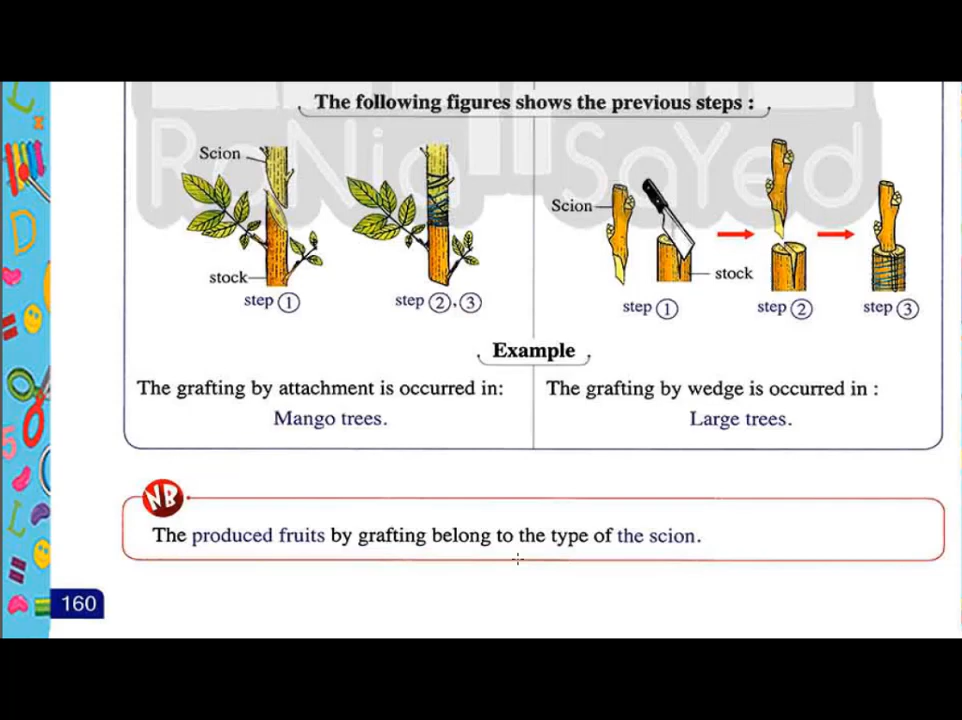 The following figures shows the previous steps :
RaNia SaYed
Scion
stock
step ①
step ②، ③
Scion
stock
step ①
step ②
step ③
Example
The grafting by attachment is occurred in:
Mango trees.
The grafting by wedge is occurred in :
Large trees.
NB
The produced fruits by grafting belong to the type of the scion.
160